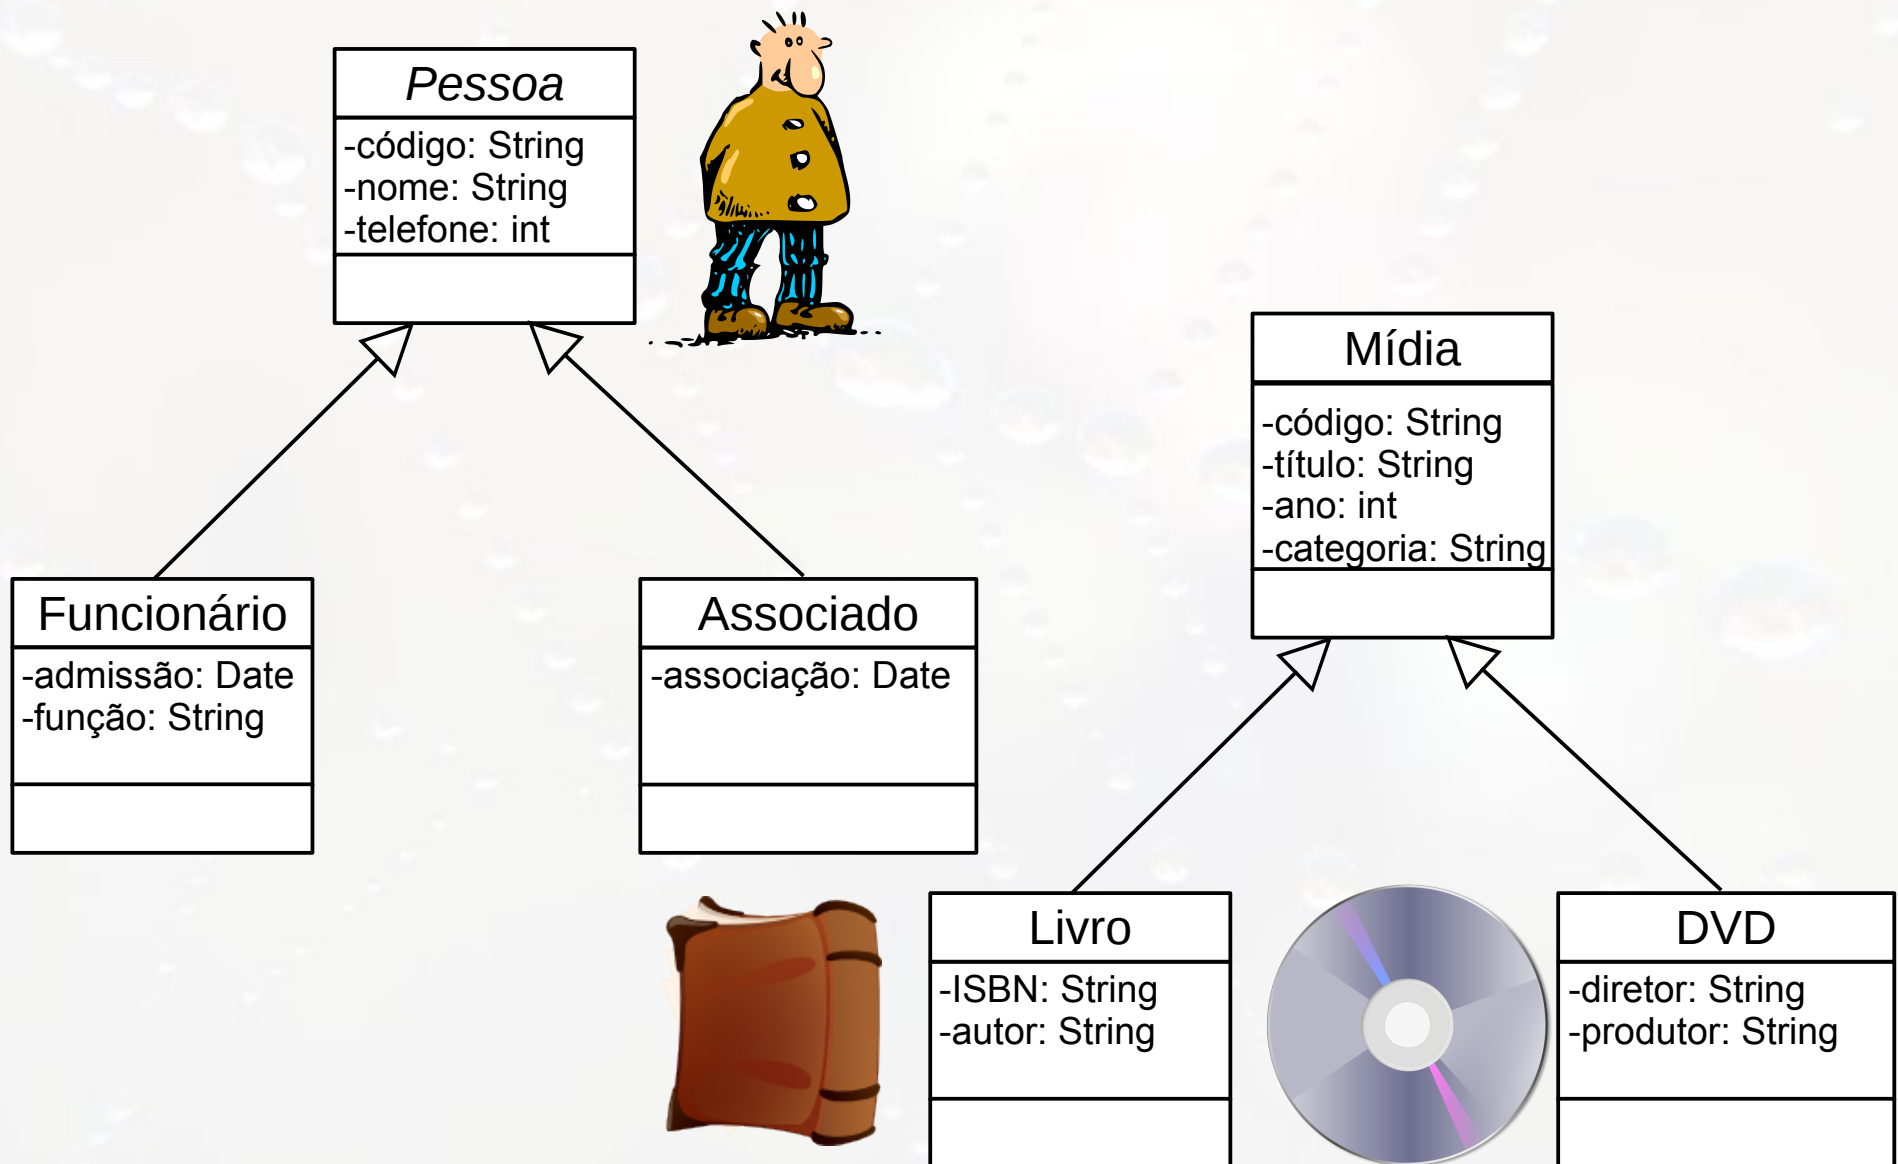 Pessoa
-código: String
-nome: String
-telefone: int
Mídia
-código: String
-título: String
-ano: int
-categoria: String
Funcionário
-admissão: Date
-função: String
Associado
-associação: Date
Livro
-ISBN: String
-autor: String
DVD
-diretor: String
-produtor: String